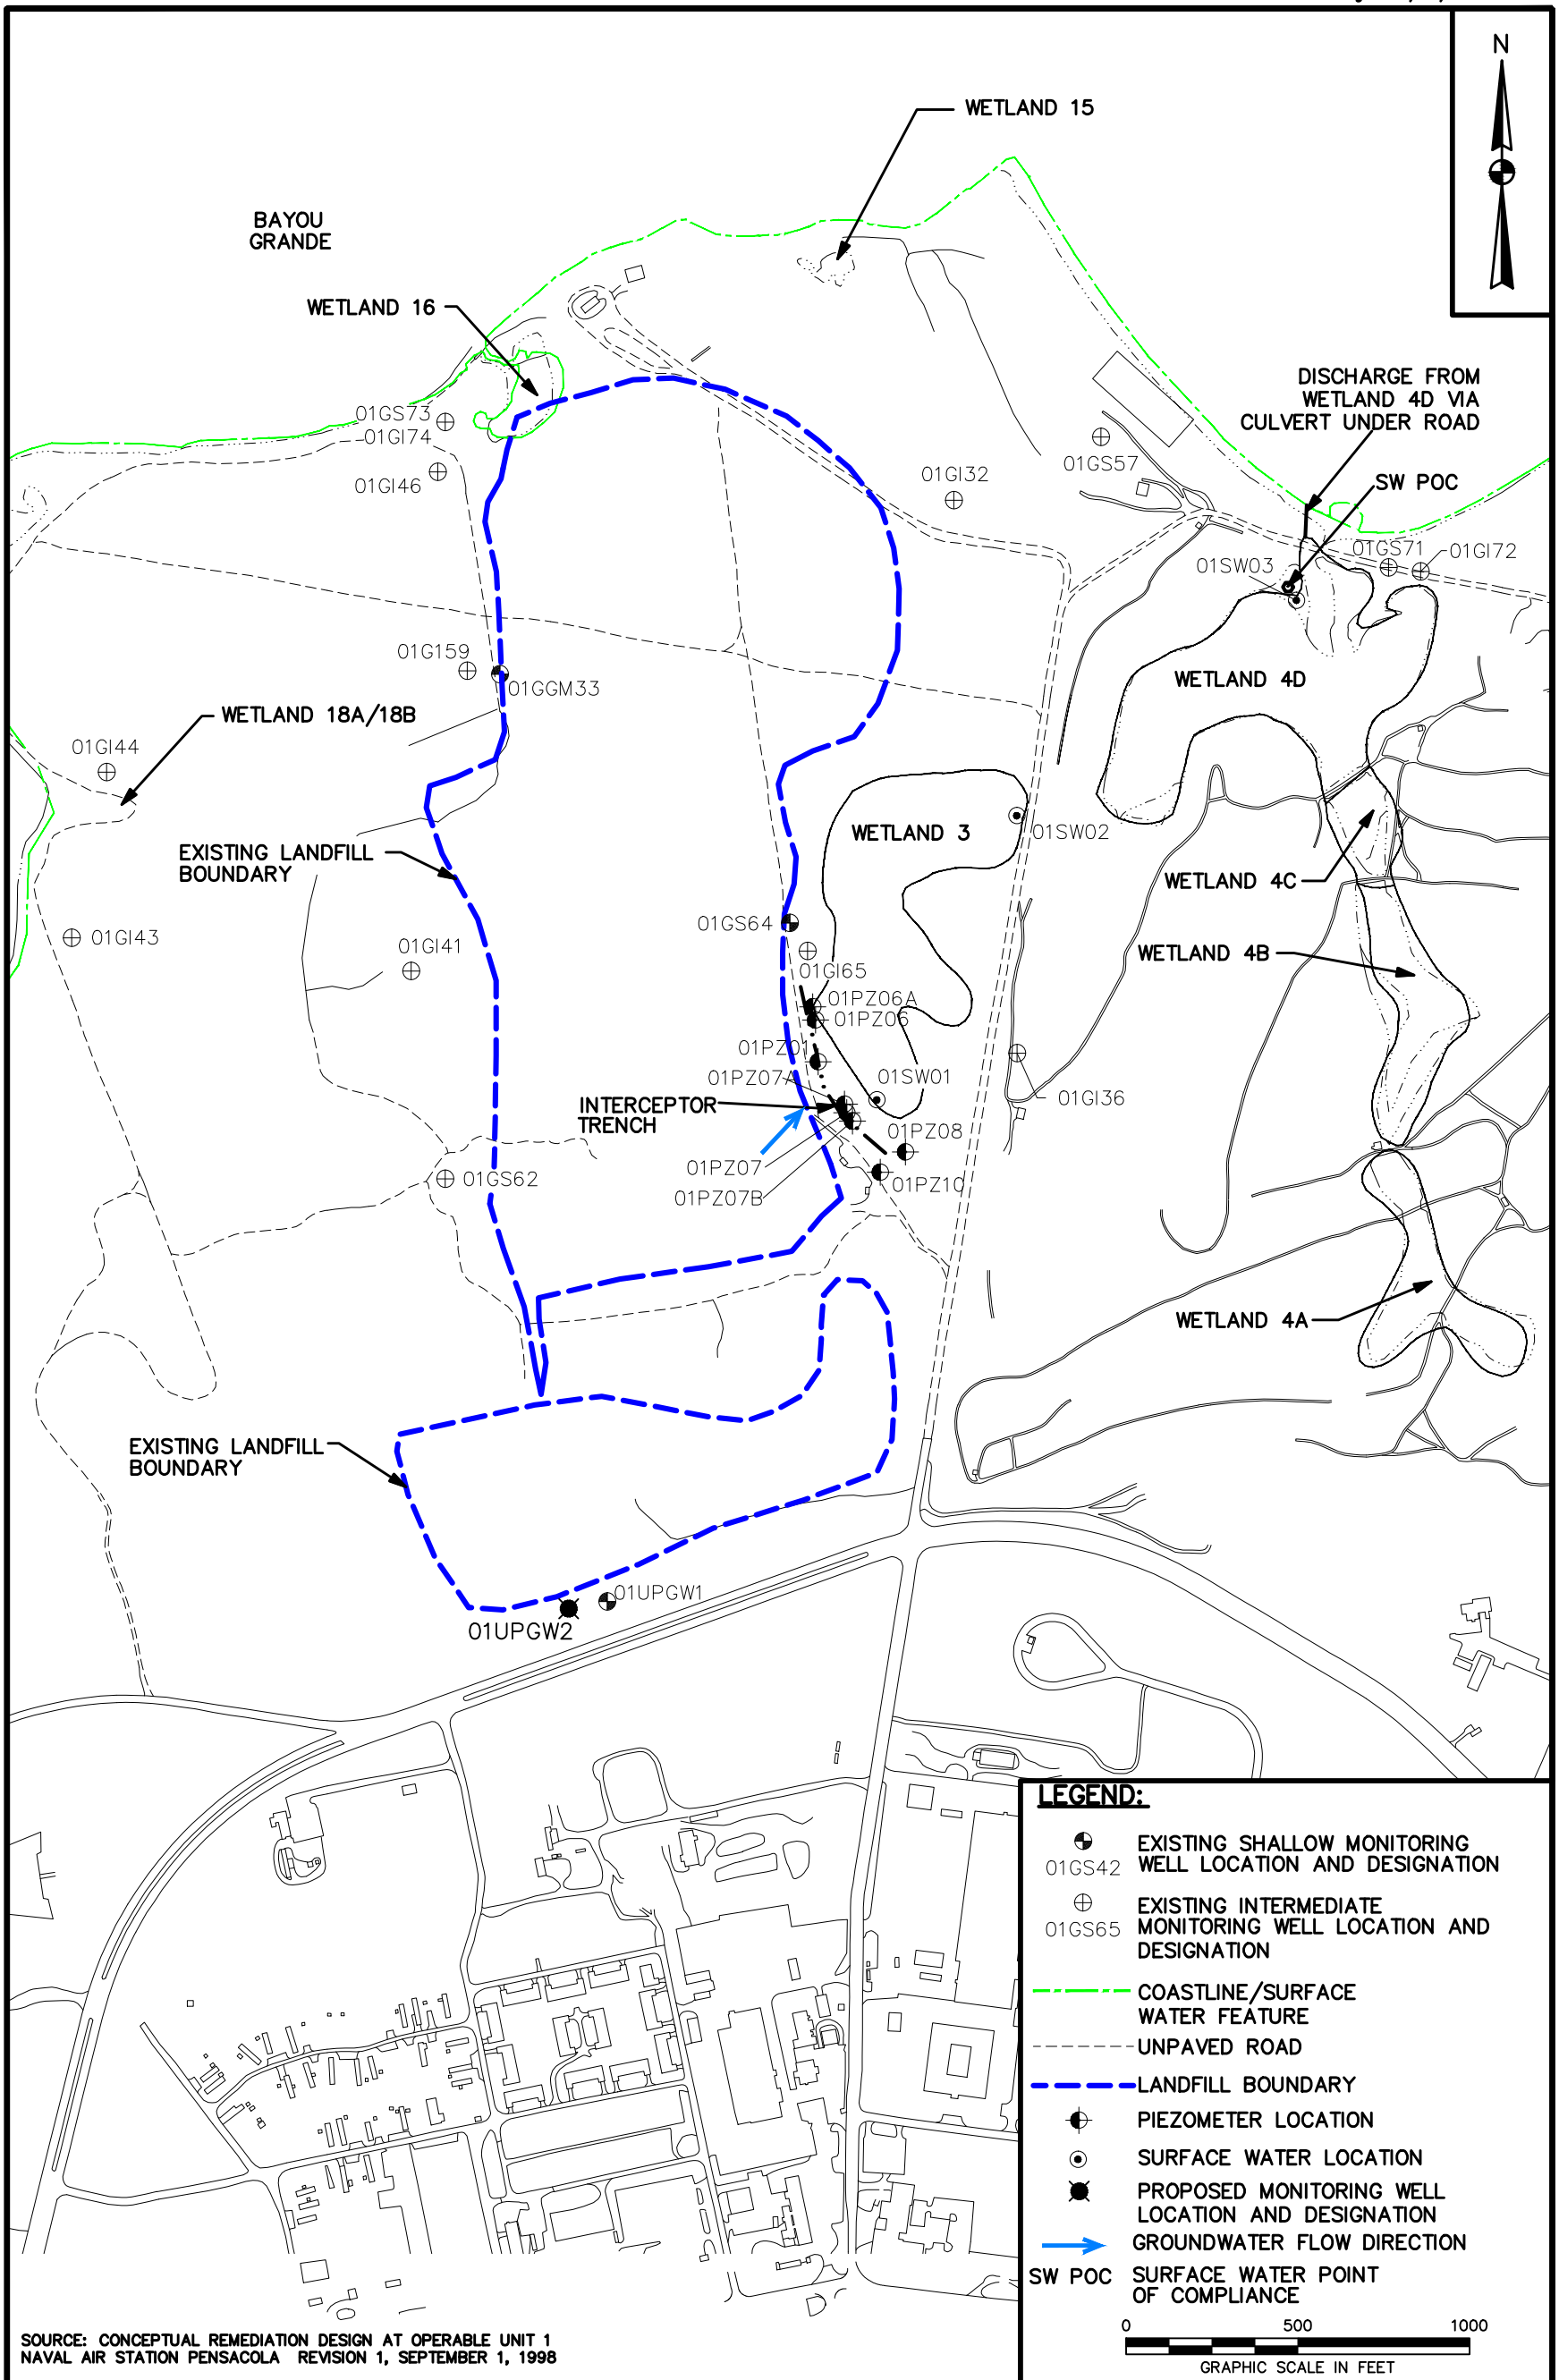 N
WETLAND 15
BAYOU
GRANDE
WETLAND 16
DISCHARGE FROM
WETLAND 4D VIA
CULVERT UNDER ROAD
SW POC
01GS73
01GI74
01GI46
01GI32
01GS57
01GS71
01GI72
01SW03
01G159
01GGM33
WETLAND 4D
WETLAND 18A/18B
01GI44
WETLAND 3
01SW02
EXISTING LANDFILL
BOUNDARY
WETLAND 4C
01GS64
01GI43
01GI41
WETLAND 4B
01GI65
01PZ06A
01PZ06
01PZ01
01PZ07A
01SW01
01GI36
INTERCEPTOR
TRENCH
01PZ08
01PZ07
01GS62
01PZ10
01PZ07B
WETLAND 4A
EXISTING LANDFILL
BOUNDARY
01UPGW1
01UPGW2
LEGEND:
EXISTING SHALLOW MONITORING
01GS42 WELL LOCATION AND DESIGNATION
EXISTING INTERMEDIATE
01GS65 MONITORING WELL LOCATION AND
DESIGNATION
COASTLINE/SURFACE
WATER FEATURE
UNPAVED ROAD
LANDFILL BOUNDARY
PIEZOMETER LOCATION
SURFACE WATER LOCATION
PROPOSED MONITORING WELL
LOCATION AND DESIGNATION
GROUNDWATER FLOW DIRECTION
SW POC SURFACE WATER POINT
OF COMPLIANCE
0 500 1000
GRAPHIC SCALE IN FEET
SOURCE: CONCEPTUAL REMEDIATION DESIGN AT OPERABLE UNIT 1
NAVAL AIR STATION PENSACOLA REVISION 1, SEPTEMBER 1, 1998